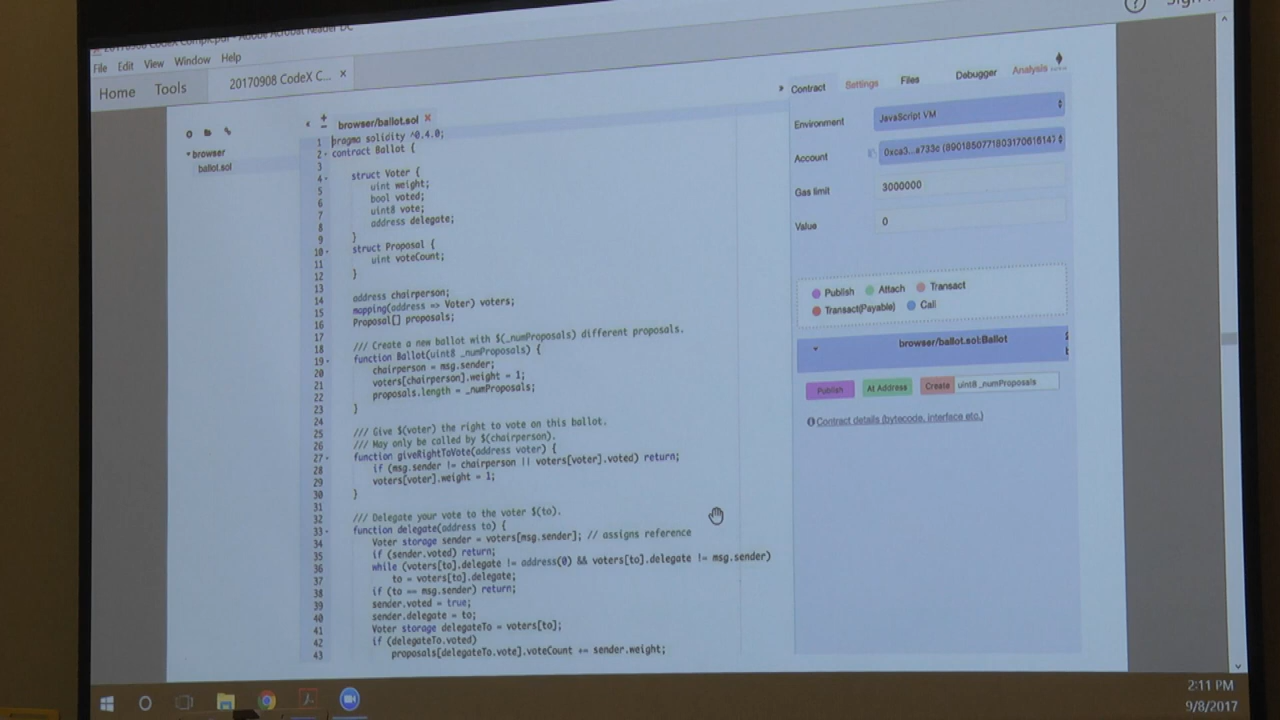 20170908 CodeX Compile.pdf - Adobe Acrobat Reader DC
File Edit View Window Help
Home Tools 20170908 CodeX C... ×
Sign
Contract Settings Files Debugger Analysis
browser/ballot.sol ×
browser
ballot.sol
1 pragma solidity ^0.4.0;
2 contract Ballot {
3
4 struct Voter {
5 uint weight;
6 bool voted;
7 uint8 vote;
8 address delegate;
9 }
10 struct Proposal {
11 uint voteCount;
12 }
13
14 address chairperson;
15 mapping(address => Voter) voters;
16 Proposal[] proposals;
17
18 /// Create a new ballot with $(_numProposals) different proposals.
19 function Ballot(uint8 _numProposals) {
20 chairperson = msg.sender;
21 voters[chairperson].weight = 1;
22 proposals.length = _numProposals;
23 }
24
25 /// Give $(voter) the right to vote on this ballot.
26 /// May only be called by $(chairperson).
27 function giveRightToVote(address voter) {
28 if (msg.sender != chairperson || voters[voter].voted) return;
29 voters[voter].weight = 1;
30 }
31
32 /// Delegate your vote to the voter $(to).
33 function delegate(address to) {
34 Voter storage sender = voters[msg.sender]; // assigns reference
35 if (sender.voted) return;
36 while (voters[to].delegate != address(0) && voters[to].delegate != msg.sender)
37 to = voters[to].delegate;
38 if (to == msg.sender) return;
39 sender.voted = true;
40 sender.delegate = to;
41 Voter storage delegateTo = voters[to];
42 if (delegateTo.voted)
43 proposals[delegateTo.vote].voteCount += sender.weight;
Environment JavaScript VM
Account 0xca3...a733c (8901850771803170616147)
Gas limit 3000000
Value 0
Publish Attach Transact
Transact(Payable) Call
browser/ballot.sol:Ballot
Publish At Address Create uint8 _numProposals
Contract details (bytecode, interface etc.)
2:11 PM
9/8/2017